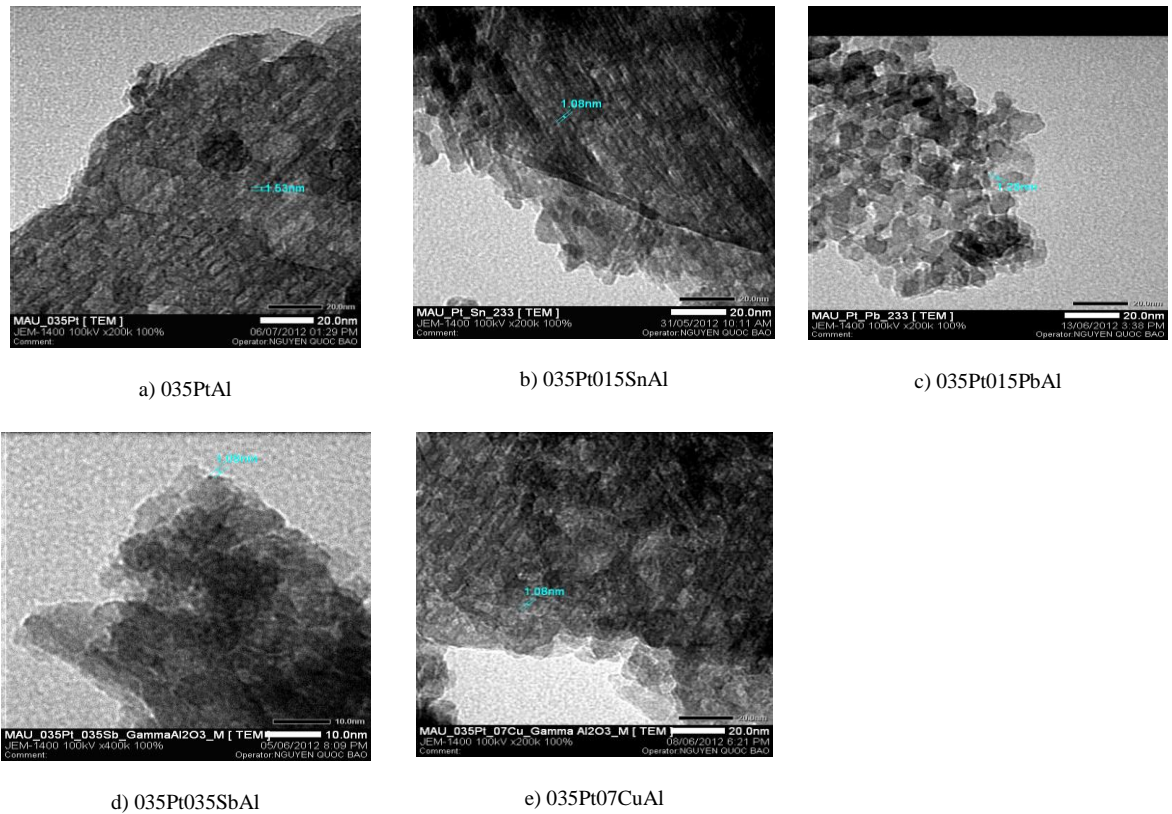 1.53nm
20.0nm
MAU_035Pt [ TEM ]
20.0nm
JEM-1400 100kV x200k 100%
06/07/2012 01:29 PM
Comment:
Operator:NGUYEN QUOC BAO
a) 035PtAl
1.08nm
20.0nm
MAU_Pt_Sn_233 [ TEM ]
20.0nm
JEM-1400 100kV x200k 100%
31/05/2012 10:11 AM
Comment:
Operator:NGUYEN QUOC BAO
b) 035Pt015SnAl
20.0nm
MAU_Pt_Pb_233 [ TEM ]
20.0nm
JEM-1400 100kV x200k 100%
13/06/2012 3:38 PM
Comment:
Operator:NGUYEN QUOC BAO
c) 035Pt015PbAl
10.0nm
MAU_035Pt_035Sb_GammaAl2O3_M [ TEM ]
10.0nm
JEM-1400 100kV x400k 100%
05/06/2012 8:09 PM
Comment:
Operator:NGUYEN QUOC BAO
d) 035Pt035SbAl
1.08nm
20.0nm
MAU_035Pt_07Cu_Gamma Al2O3_M [ TEM ]
20.0nm
JEM-1400 100kV x200k 100%
08/06/2012 6:21 PM
Comment:
Operator:NGUYEN QUOC BAO
e) 035Pt07CuAl